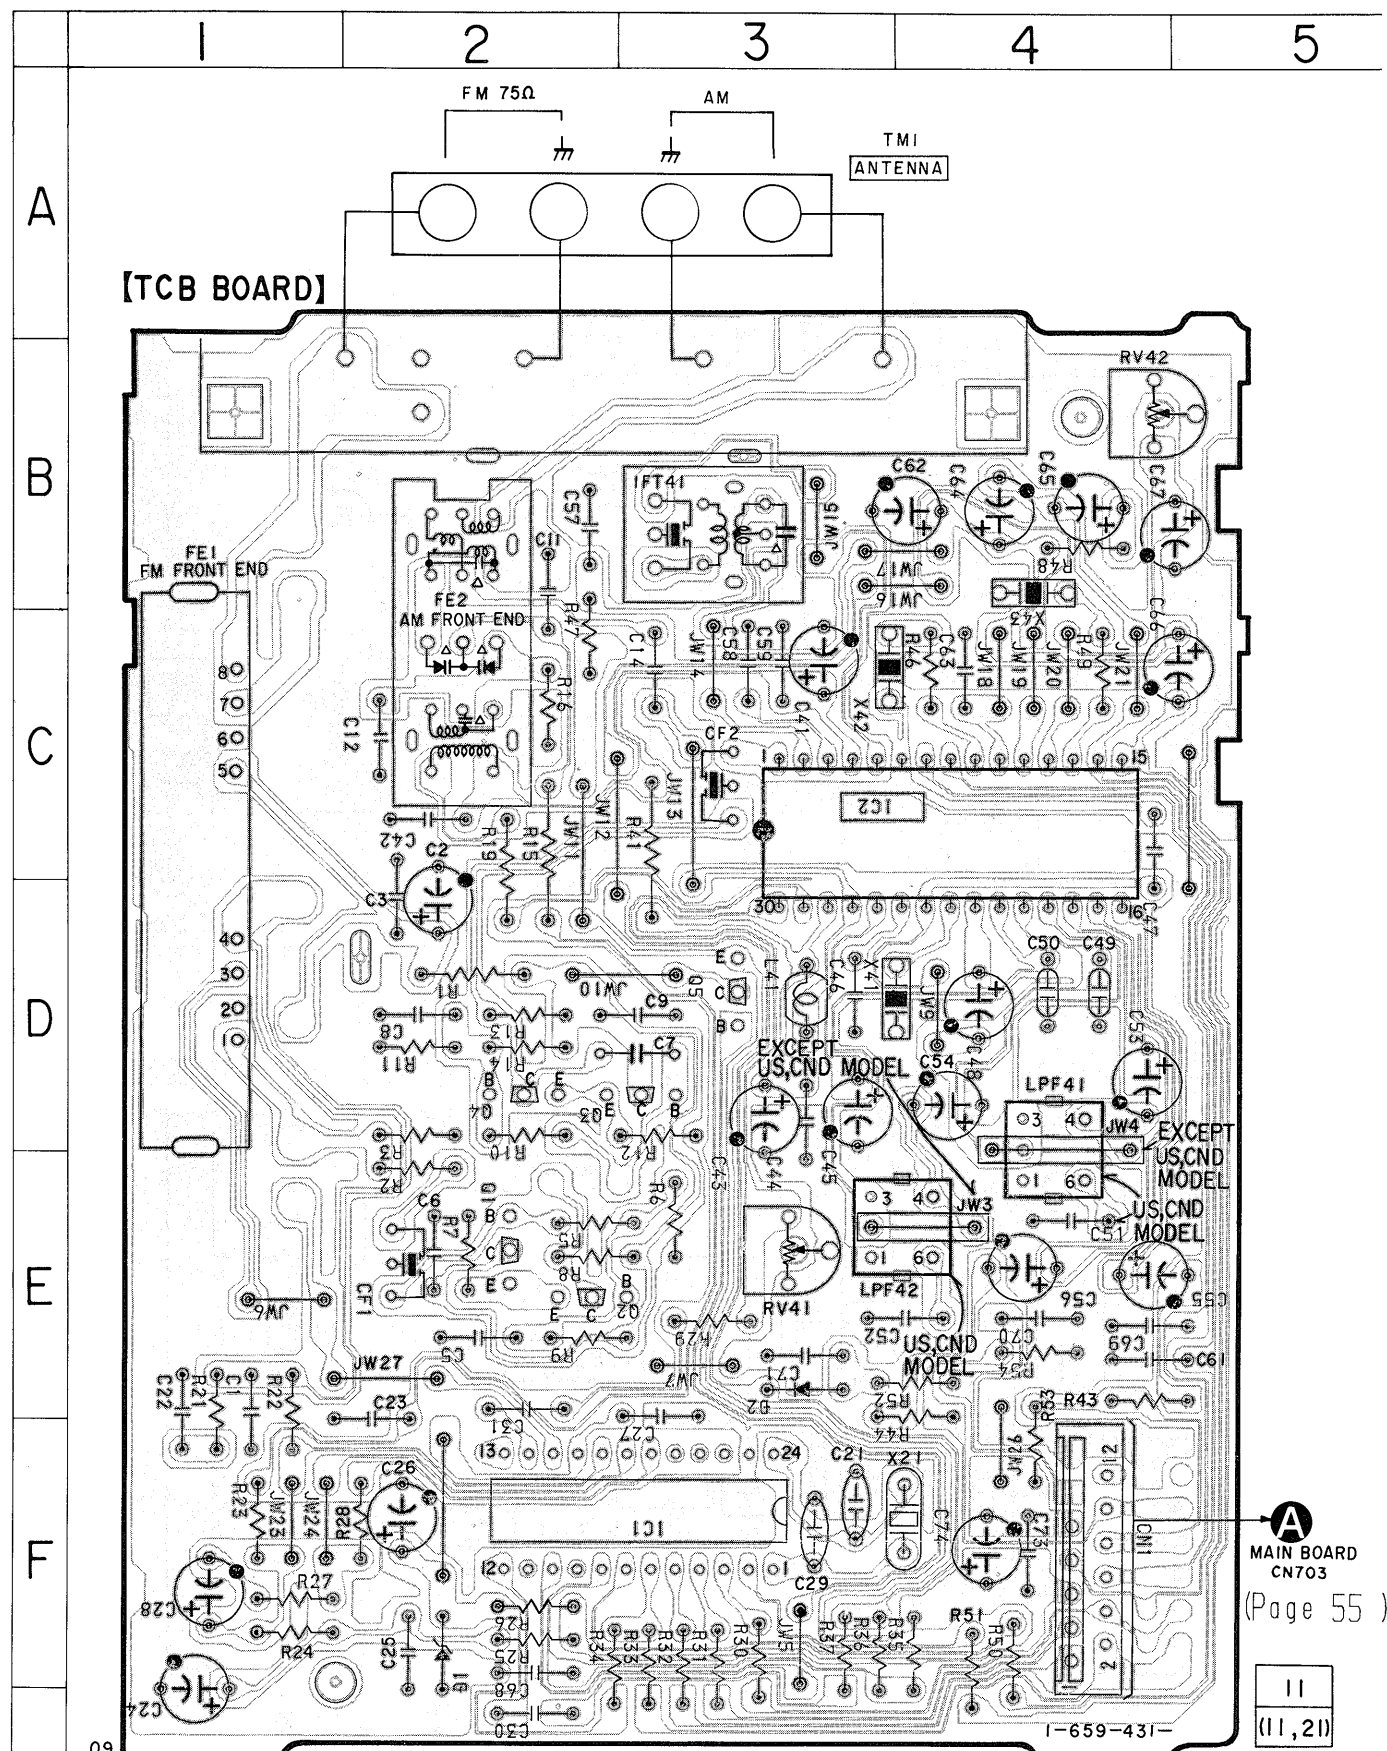 1 2 3 4 5
FM 75Ω AM
TM1
ANTENNA
A
【TCB BOARD】
RV42
B
IFT41 C62 C64 C65 C67
C57 JW15
C11
FE1
FM FRONT END
JW17 R48
FE2
AM FRONT END
JW16 X43
R47 C14 JW14 C58 C59 R46 C63 JW18 JW19 JW20 R49 JW21 C66
8
7
R16
C12 C41 X42
C
6
CF2
5
1 15
JW13
IC2
JW12
C42 R19 R15 JW11 R41
C2
C3
30 16
C47
4
E
C50 C49
3
L41 C46 X41
R1 JW10 Q5 C JW9
D
2
C8 R13 C9
B
C53
1
R11 R14 C7
EXCEPT
US,CND MODEL
C54 C48
LPF41
B C E
Q4 Q3 E C B
3 4
JW4
EXCEPT
US,CND
MODEL
R3 R10 R12
C43 C44 C45
R2
1 6
C6 R7 Q1 B R6
3 4
JW3
US,CND
MODEL
C51
R5
C
R8
1 6
E
E
B
CF1
E C Q2
RV41 LPF42
C56 C55
JW6
R29 C52
US,CND
MODEL
C70 C69
C5 R9
JW27 JW7 C71 R54 C61
C22 R21 C1 R22
D2 R52 R53 R43
C23 C31 C27 R44
13 24
C21 X21 JW26 12
C26
R23 JW23 JW24 R28
IC1
C74 C73 CN1
A
F
MAIN BOARD
CN703
12 1
C29
(Page 55 )
R27
C28
R26
R51
R24 C25 R25
R34 R33 R32 R31 R30 JW5 R37 R36 R35 R50
2
D1 C68
1
C24 C30
1-659-431-
11
(11,21)
09